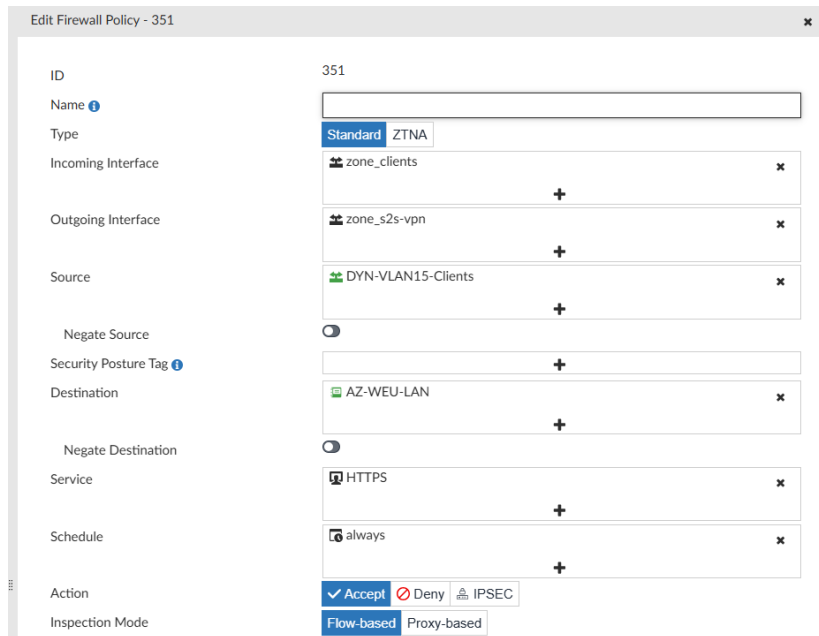 Edit Firewall Policy - 351
ID 351
Name
Type Standard ZTNA
Incoming Interface zone_clients
Outgoing Interface zone_s2s-vpn
Source DYN-VLAN15-Clients
Negate Source
Security Posture Tag
Destination AZ-WEU-LAN
Negate Destination
Service HTTPS
Schedule always
Action Accept Deny IPSEC
Inspection Mode Flow-based Proxy-based